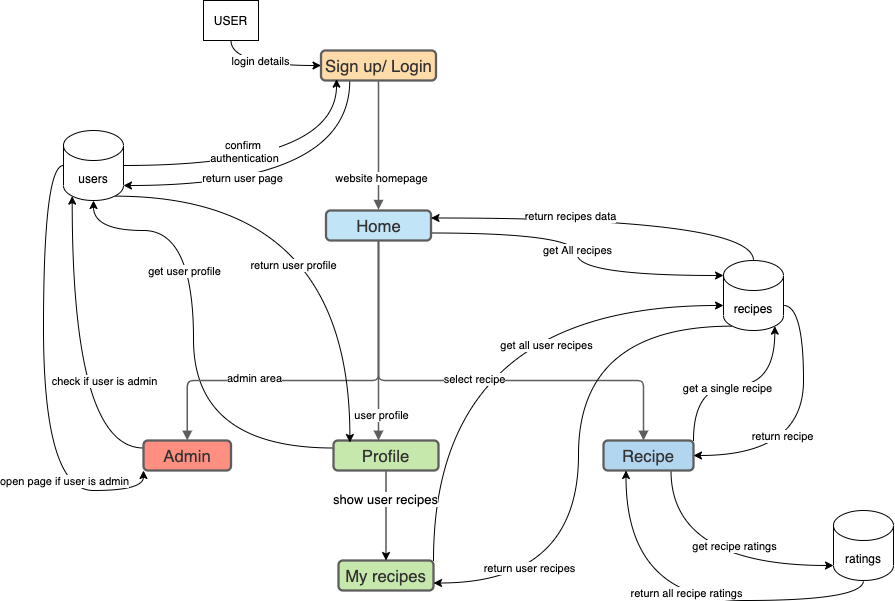 USER
login details
Sign up/ Login
confirm
authentication
users
return user page
website homepage
return recipes data
Home
get All recipes
return user profile
get user profile
recipes
get all user recipes
admin area
select recipe
check if user is admin
get a single recipe
user profile
return recipe
Admin
Profile
Recipe
open page if user is admin
show user recipes
get recipe ratings
ratings
return user recipes
My recipes
return all recipe ratings